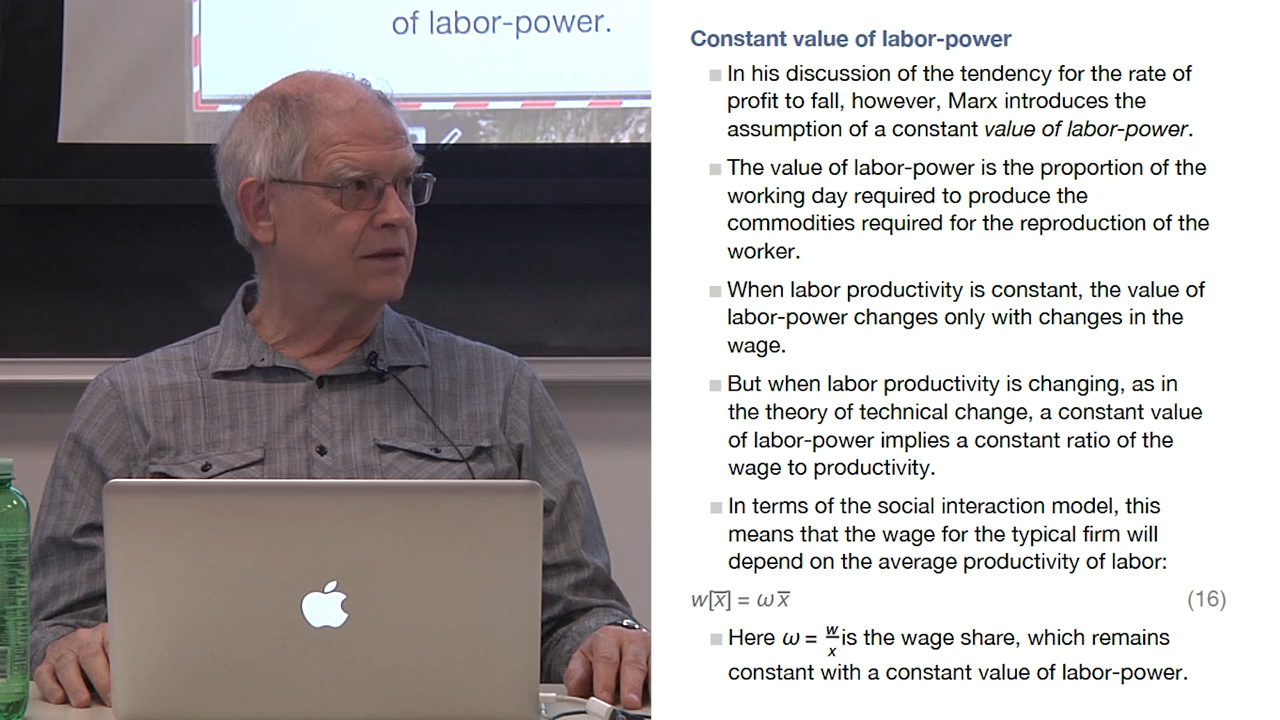 of labor-power.
Constant value of labor-power
In his discussion of the tendency for the rate of
profit to fall, however, Marx introduces the
assumption of a constant value of labor-power.
The value of labor-power is the proportion of the
working day required to produce the
commodities required for the reproduction of the
worker.
When labor productivity is constant, the value of
labor-power changes only with changes in the
wage.
But when labor productivity is changing, as in
the theory of technical change, a constant value
of labor-power implies a constant ratio of the
wage to productivity.
In terms of the social interaction model, this
means that the wage for the typical firm will
depend on the average productivity of labor:
w[x̅] = ω x̅ (16)
Here ω = w/x is the wage share, which remains
constant with a constant value of labor-power.